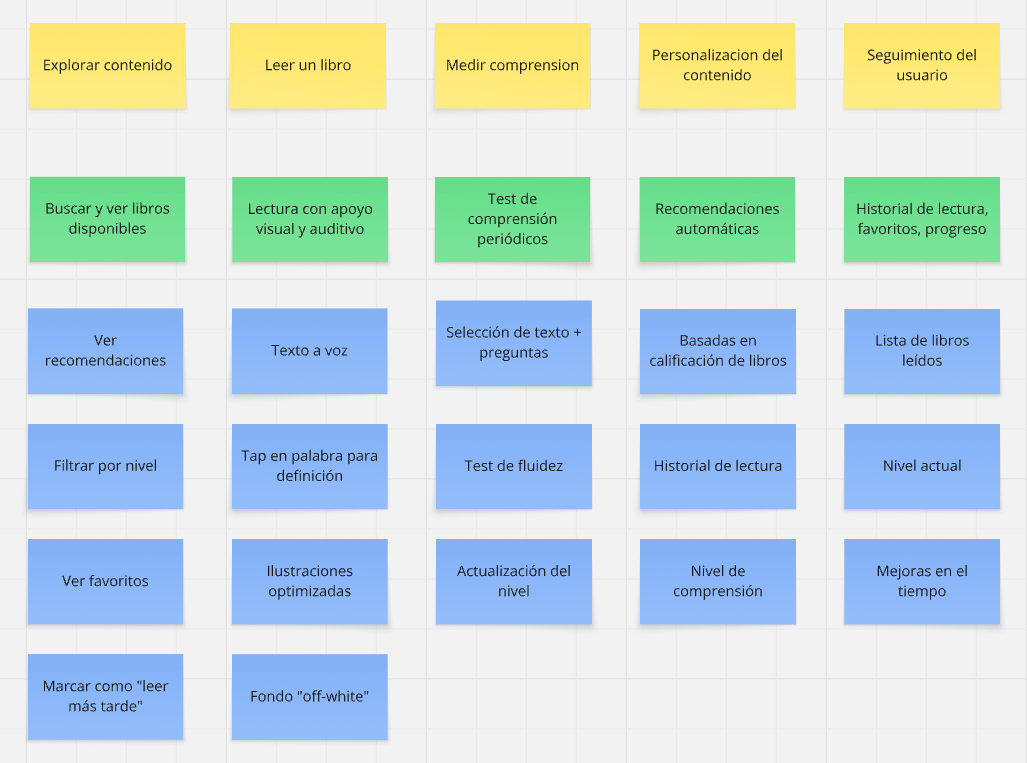 Explorar contenido
Leer un libro
Medir comprension
Personalizacion del
contenido
Seguimiento del
usuario
Buscar y ver libros
disponibles
Lectura con apoyo
visual y auditivo
Test de
comprensión
periódicos
Recomendaciones
automáticas
Historial de lectura,
favoritos, progreso
Ver
recomendaciones
Texto a voz
Selección de texto +
preguntas
Basadas en
calificación de libros
Lista de libros
leídos
Filtrar por nivel
Tap en palabra para
definición
Test de fluidez
Historial de lectura
Nivel actual
Ver favoritos
Ilustraciones
optimizadas
Actualización del
nivel
Nivel de
comprensión
Mejoras en el
tiempo
Marcar como "leer
más tarde"
Fondo "off-white"